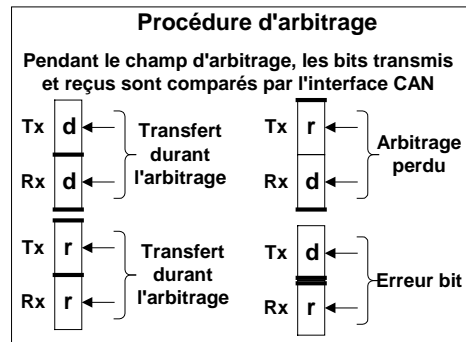 Procédure d'arbitrage
Pendant le champ d'arbitrage, les bits transmis
et reçus sont comparés par l'interface CAN
Tx d
Rx d
Transfert
durant
l'arbitrage
Tx r
Rx d
Arbitrage
perdu
Tx r
Rx r
Transfert
durant
l'arbitrage
Tx d
Rx r
Erreur bit